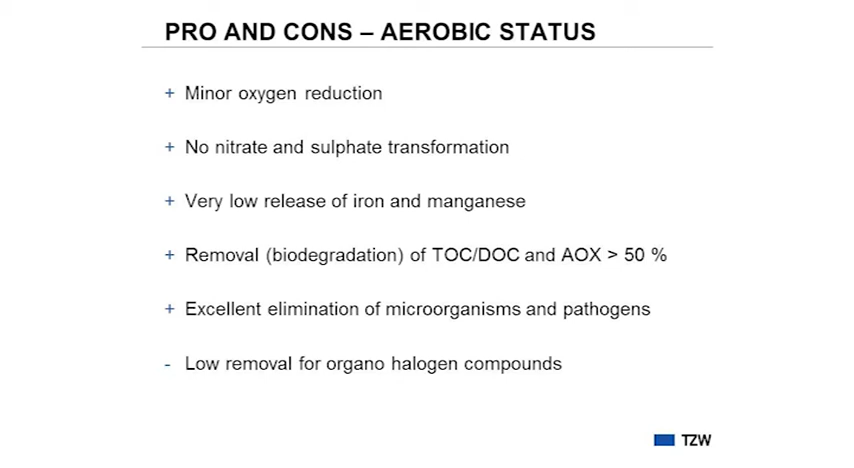 PRO AND CONS – AEROBIC STATUS
+ Minor oxygen reduction
+ No nitrate and sulphate transformation
+ Very low release of iron and manganese
+ Removal (biodegradation) of TOC/DOC and AOX > 50 %
+ Excellent elimination of microorganisms and pathogens
- Low removal for organo halogen compounds
TZW